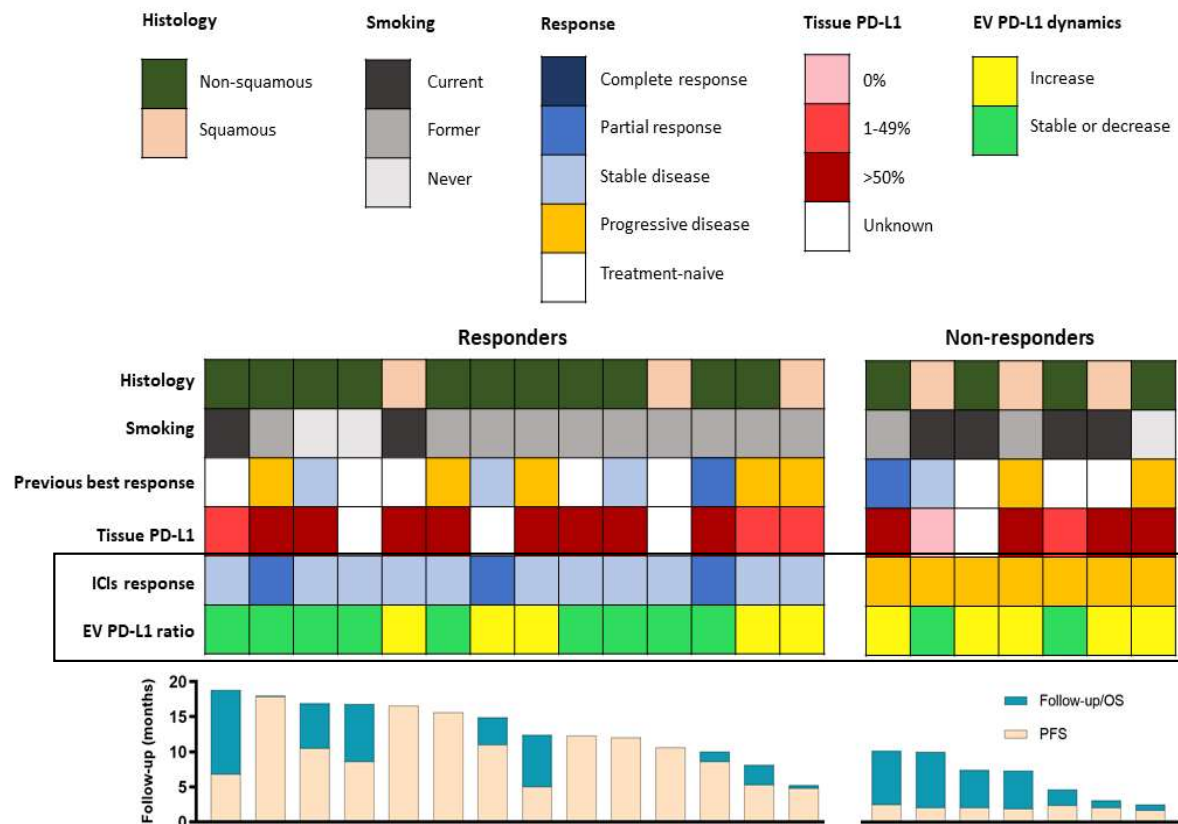 Histology
Non-squamous
Squamous
Smoking
Current
Former
Never
Response
Complete response
Partial response
Stable disease
Progressive disease
Treatment-naive
Tissue PD-L1
0%
1-49%
>50%
Unknown
EV PD-L1 dynamics
Increase
Stable or decrease
Responders
Non-responders
Histology
Smoking
Previous best response
Tissue PD-L1
ICIs response
EV PD-L1 ratio
Follow-up (months)
20
15
10
5
0
Follow-up/OS
PFS